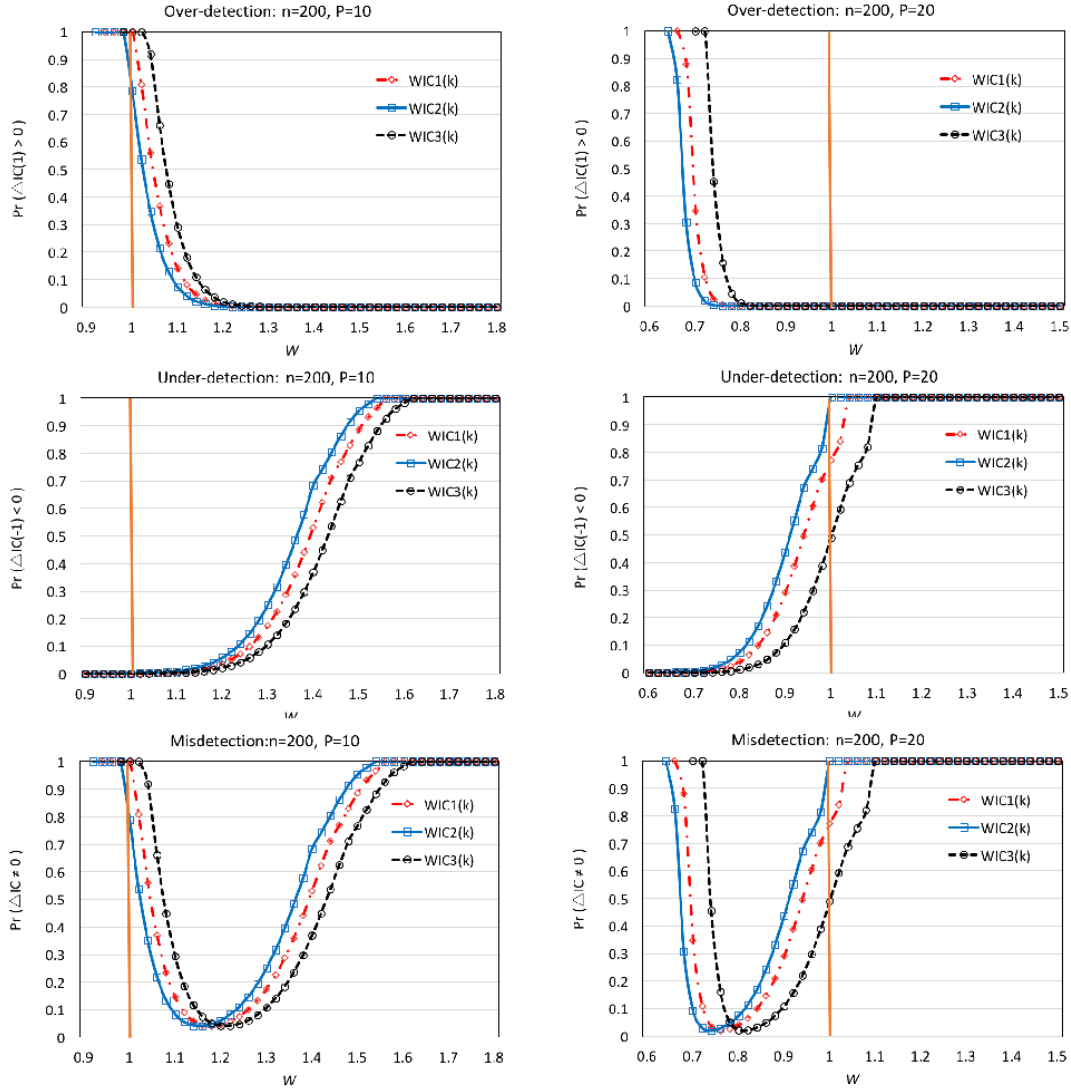 Over-detection: n=200, P=10
Pr ( △IC(1) > 0 )
1
0.9
0.8
0.7
0.6
0.5
0.4
0.3
0.2
0.1
0
WIC1(k)
WIC2(k)
WIC3(k)
0.9 1 1.1 1.2 1.3 1.4 1.5 1.6 1.7 1.8
W
Over-detection: n=200, P=20
Pr ( △IC(1) > 0 )
1
0.9
0.8
0.7
0.6
0.5
0.4
0.3
0.2
0.1
0
WIC1(k)
WIC2(k)
WIC3(k)
0.6 0.7 0.8 0.9 1 1.1 1.2 1.3 1.4 1.5
W
Under-detection: n=200, P=10
Pr ( △IC(-1) < 0 )
1
0.9
0.8
0.7
0.6
0.5
0.4
0.3
0.2
0.1
0
WIC1(k)
WIC2(k)
WIC3(k)
0.9 1 1.1 1.2 1.3 1.4 1.5 1.6 1.7 1.8
W
Under-detection: n=200, P=20
Pr ( △IC(-1) < 0 )
1
0.9
0.8
0.7
0.6
0.5
0.4
0.3
0.2
0.1
0
WIC1(k)
WIC2(k)
WIC3(k)
0.6 0.7 0.8 0.9 1 1.1 1.2 1.3 1.4 1.5
W
Misdetection:n=200, P=10
Pr ( △IC ≠ 0 )
1
0.9
0.8
0.7
0.6
0.5
0.4
0.3
0.2
0.1
0
WIC1(k)
WIC2(k)
WIC3(k)
0.9 1 1.1 1.2 1.3 1.4 1.5 1.6 1.7 1.8
W
Misdetection: n=200, P=20
Pr ( △IC ≠ 0 )
1
0.9
0.8
0.7
0.6
0.5
0.4
0.3
0.2
0.1
0
WIC1(k)
WIC2(k)
WIC3(k)
0.6 0.7 0.8 0.9 1 1.1 1.2 1.3 1.4 1.5
W